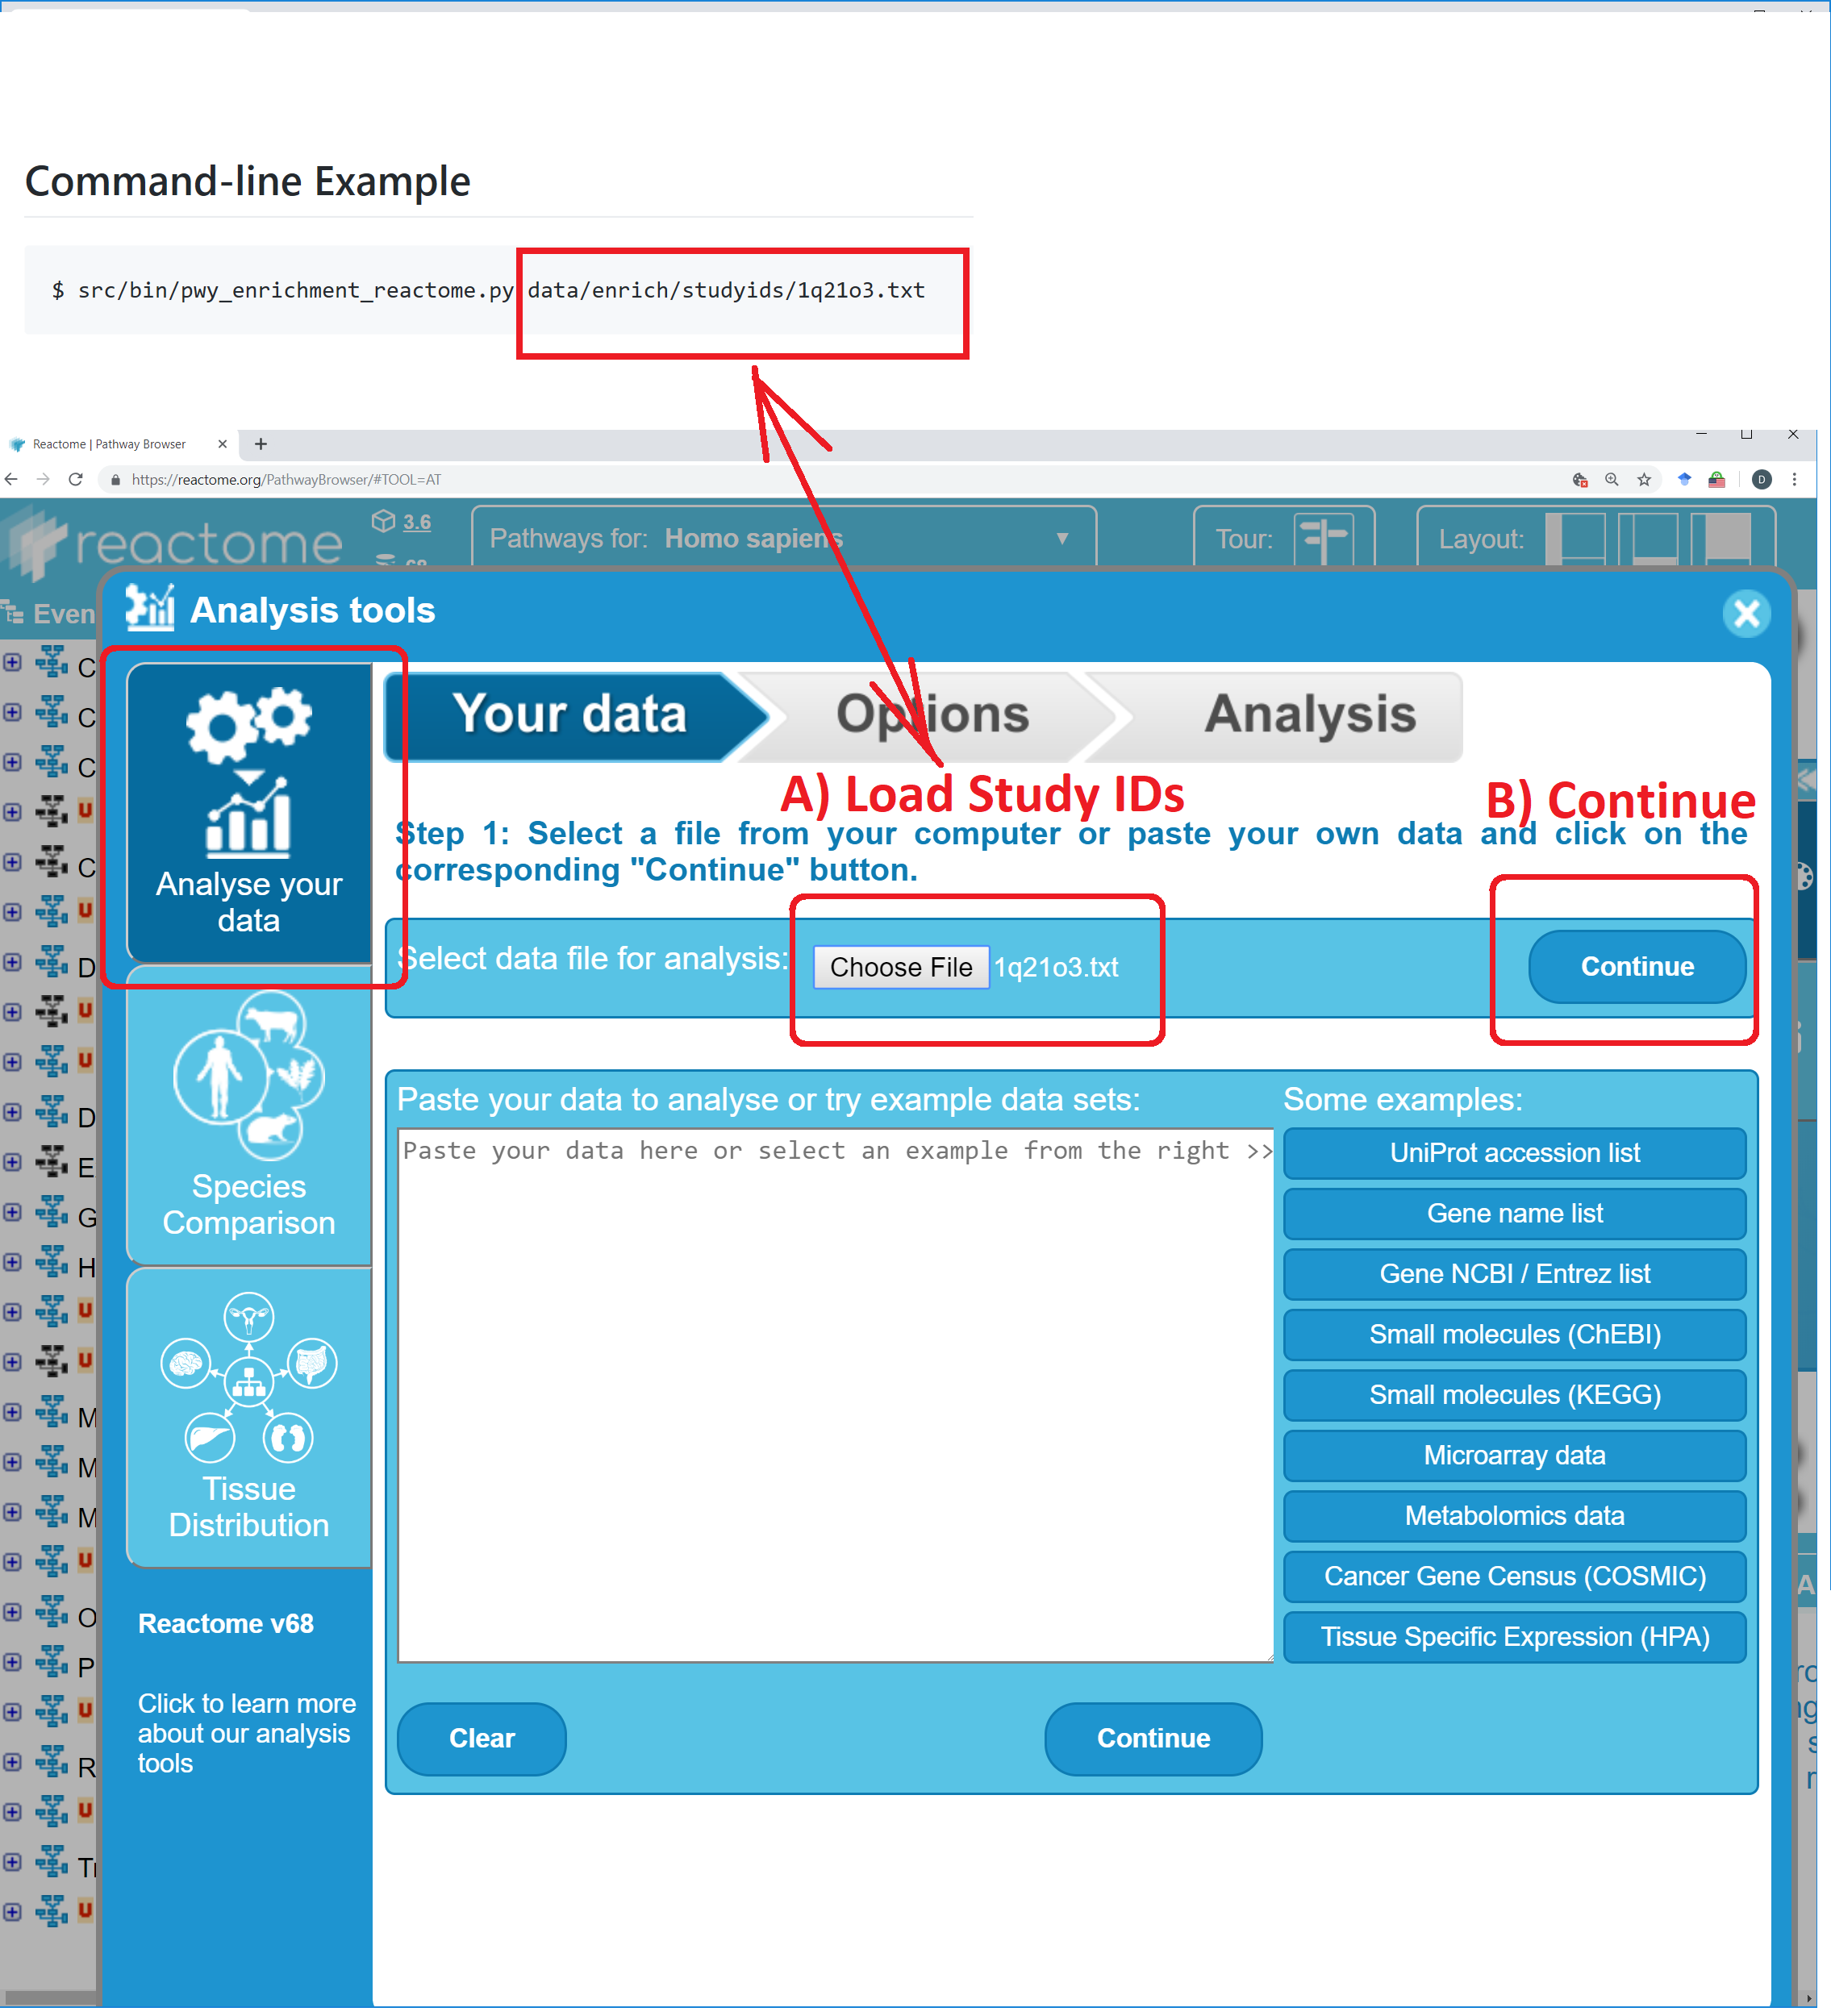 Command-line Example
$ src/bin/pwy_enrichment_reactome.py data/enrich/studyids/1q21o3.txt
Reactome | Pathway Browser
https://reactome.org/PathwayBrowser/#TOOL=AT
D
reactome
3.6
68
Pathways for: Homo sapiens
Tour:
Layout:
Even
Analysis tools
C
C
C
U
C
U
D
U
U
D
E
G
H
U
U
M
M
M
U
O
P
U
R
U
Tr
U
Analyse your
data
Species
Comparison
Tissue
Distribution
Reactome v68
Click to learn more
about our analysis
tools
Your data
Options
Analysis
A) Load Study IDs
B) Continue
Step 1: Select a file from your computer or paste your own data and click on the
corresponding "Continue" button.
Select data file for analysis:
Choose File 1q21o3.txt
Continue
Paste your data to analyse or try example data sets:
Paste your data here or select an example from the right >>
Some examples:
UniProt accession list
Gene name list
Gene NCBI / Entrez list
Small molecules (ChEBI)
Small molecules (KEGG)
Microarray data
Metabolomics data
Cancer Gene Census (COSMIC)
Tissue Specific Expression (HPA)
Clear
Continue
A